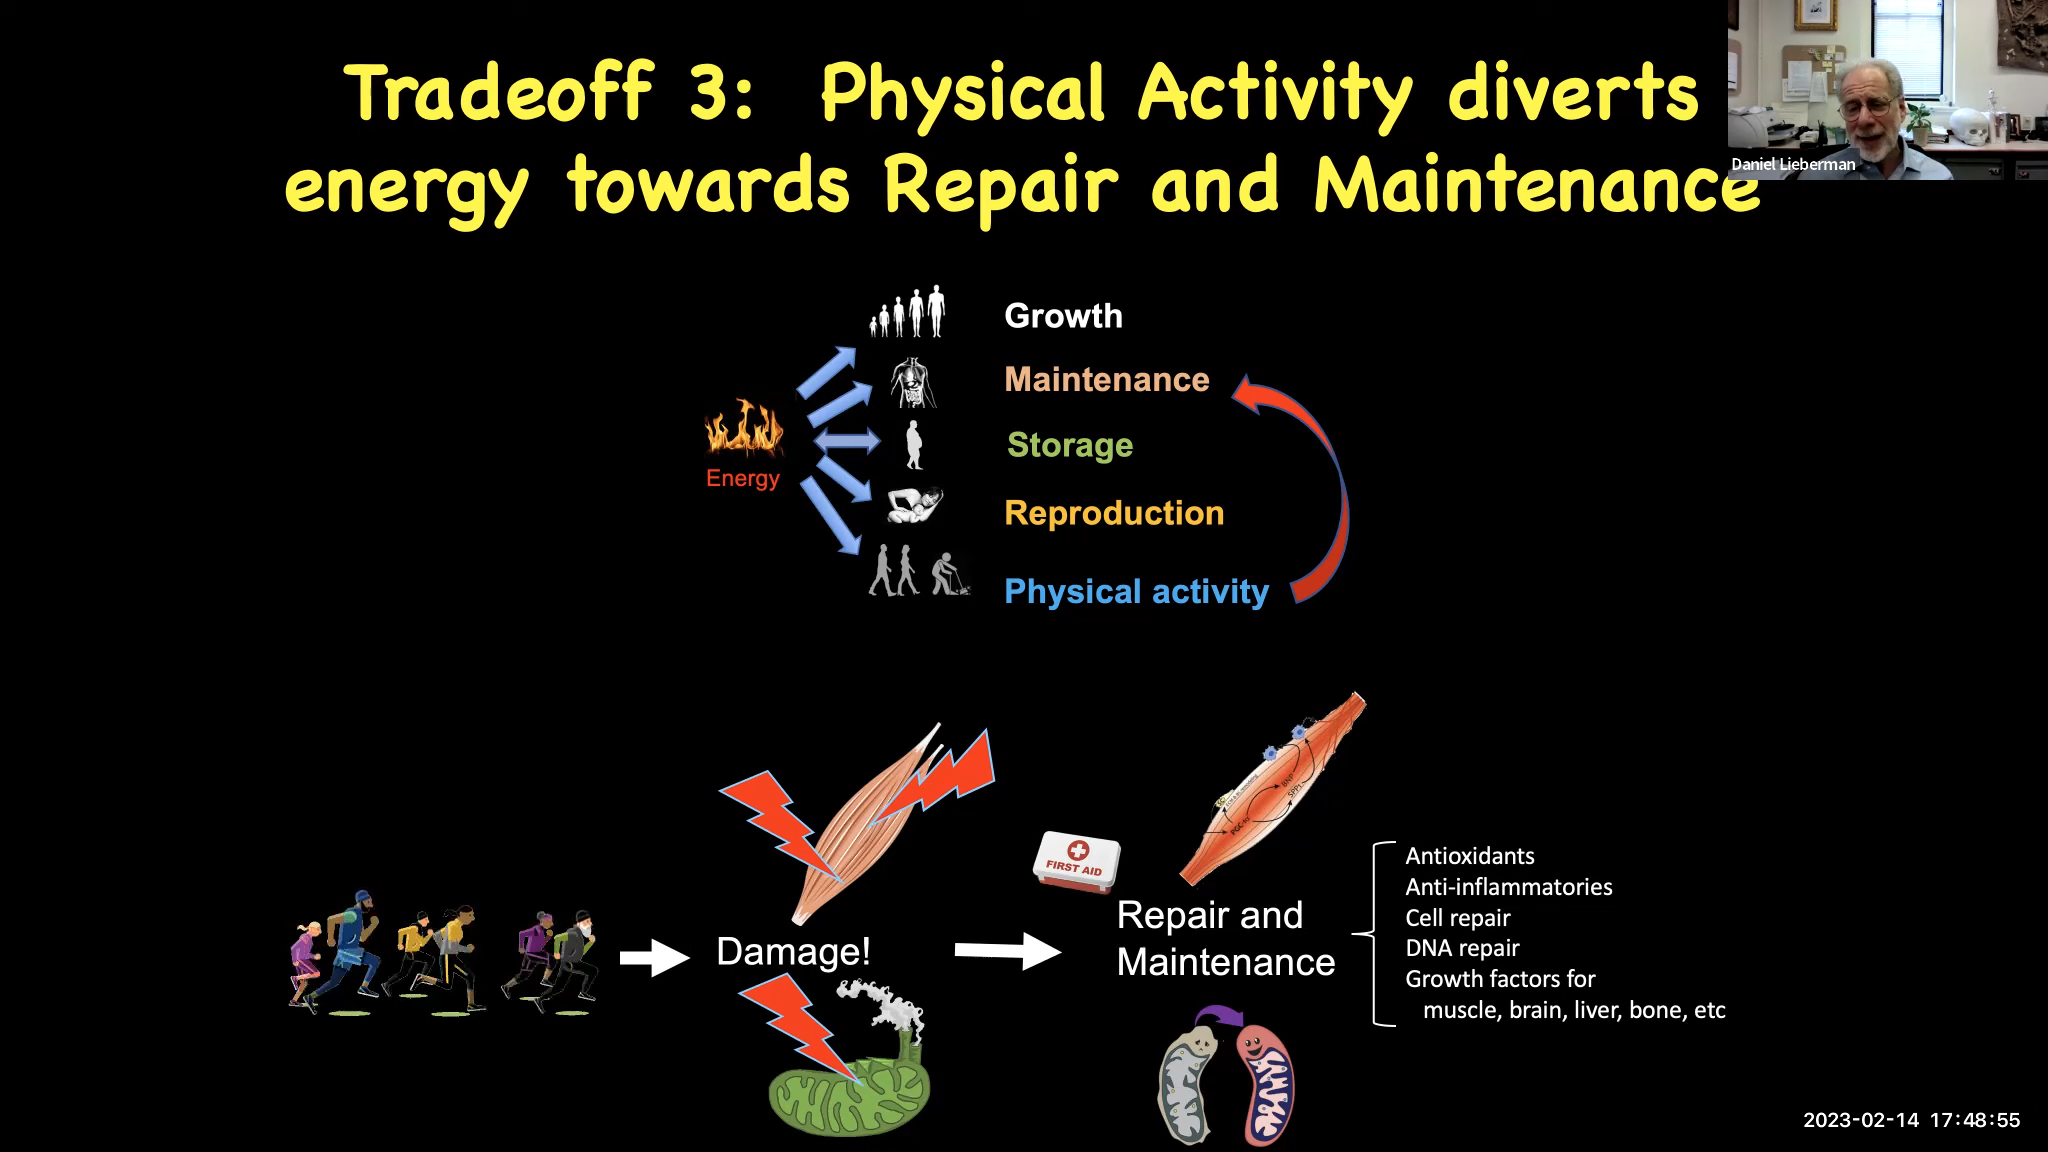 Tradeoff 3: Physical Activity diverts
energy towards Repair and Maintenance
Daniel Lieberman
Growth
Maintenance
Storage
Reproduction
Physical activity
Energy
FIRST AID
BNP
SPP1
Damage!
Repair and
Maintenance
Antioxidants
Anti-inflammatories
Cell repair
DNA repair
Growth factors for
muscle, brain, liver, bone, etc
2023-02-14 17:48:55